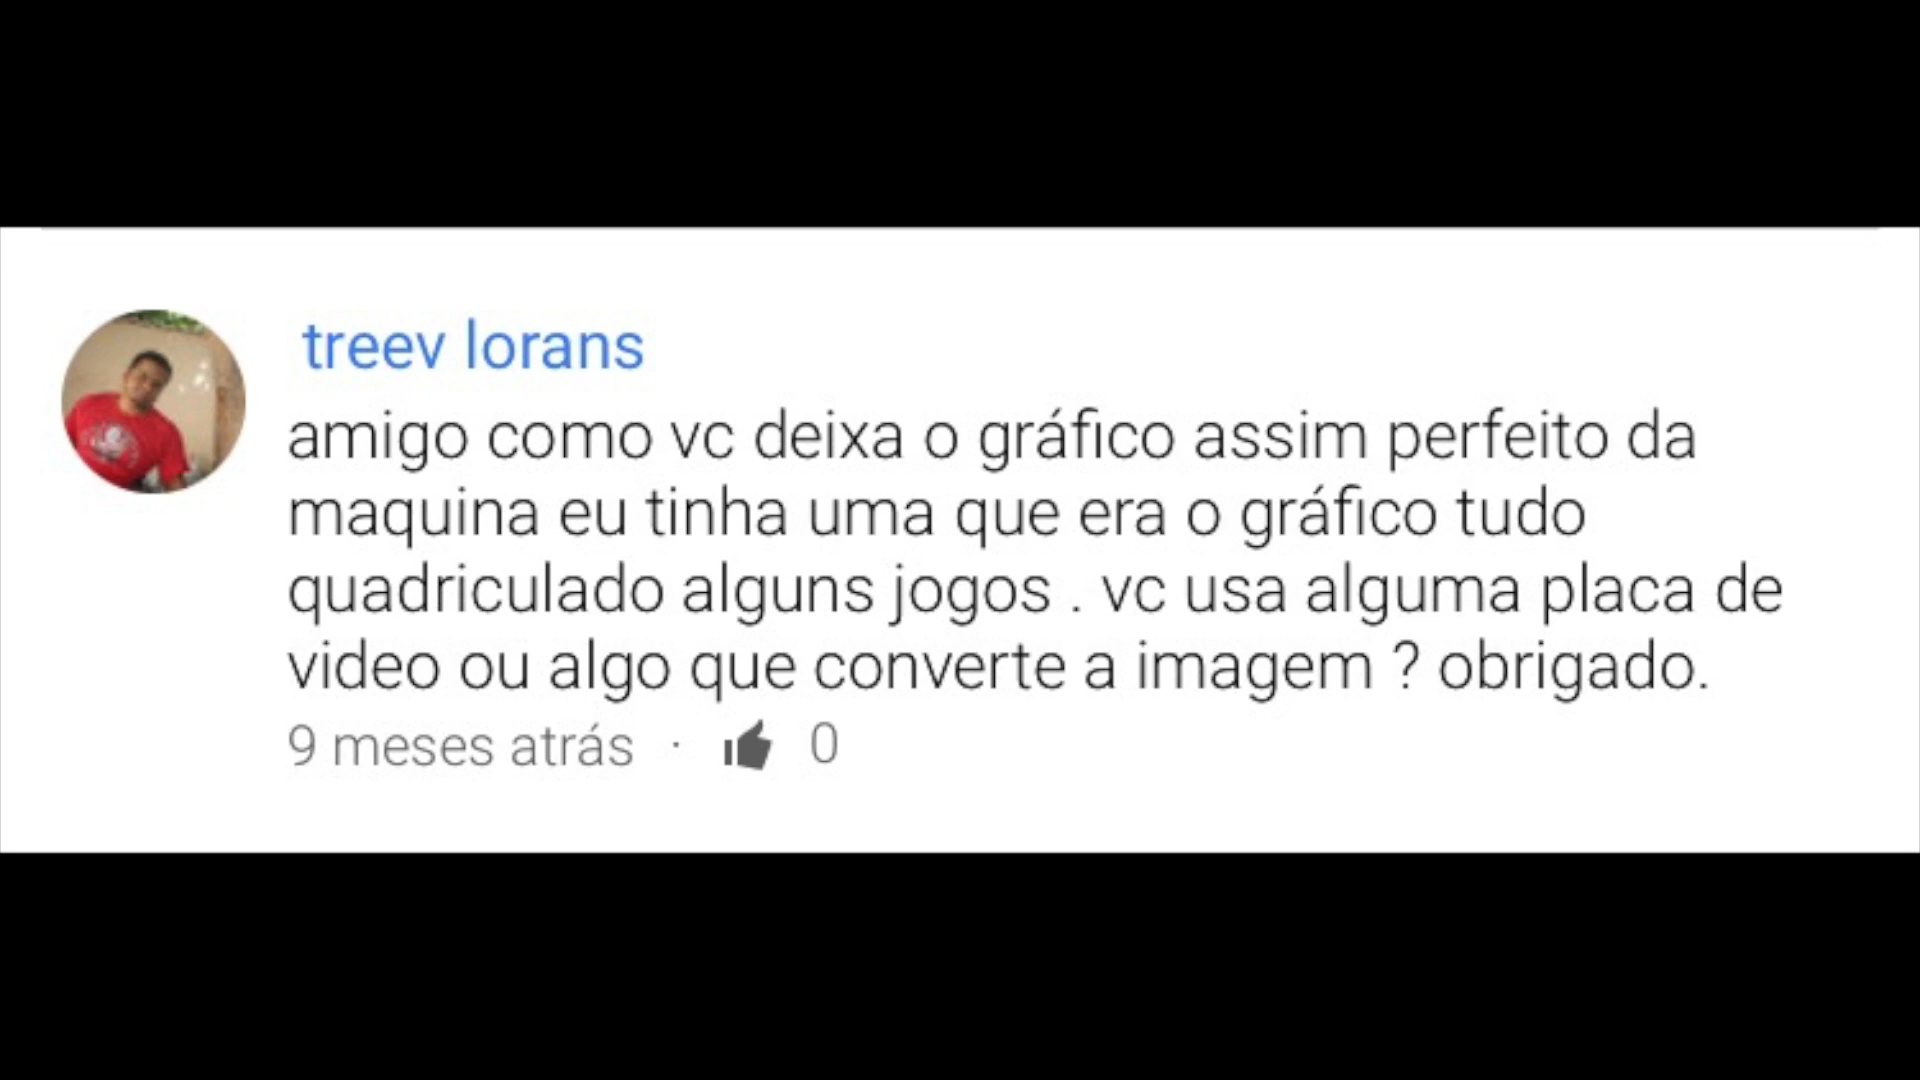 treev lorans
amigo como vc deixa o gráfico assim perfeito da
maquina eu tinha uma que era o gráfico tudo
quadriculado alguns jogos . vc usa alguma placa de
video ou algo que converte a imagem ? obrigado.
9 meses atrás · 0